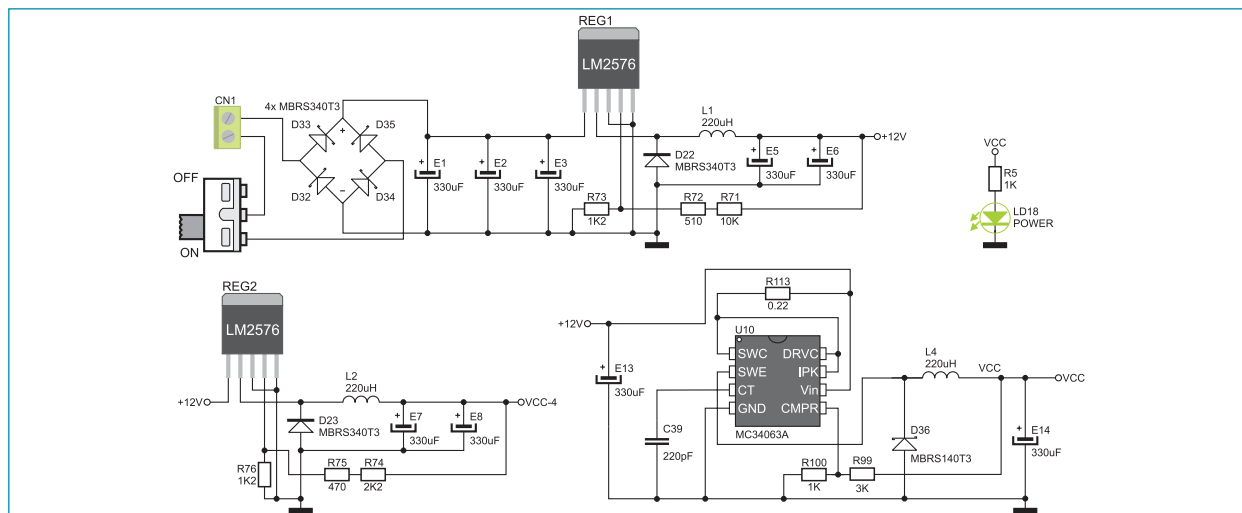 REG1
LM2576
CN1
4x MBRS340T3
D33
D35
D32
D34
+
−
OFF
ON
+
E1
330uF
+
E2
330uF
+
E3
330uF
R73
1K2
D22
MBRS340T3
L1
220uH
+
E5
330uF
+
E6
330uF
+12V
R72
510
R71
10K
VCC
R5
1K
LD18
POWER
REG2
LM2576
+12V
L2
220uH
D23
MBRS340T3
+
E7
330uF
+
E8
330uF
VCC-4
R76
1K2
R75
470
R74
2K2
R113
0.22
+12V
U10
SWC
DRVC
SWE
IPK
CT
Vin
GND
CMPR
MC34063A
+
E13
330uF
C39
220pF
L4
220uH
VCC
VCC
D36
MBRS140T3
+
E14
330uF
R100
1K
R99
3K